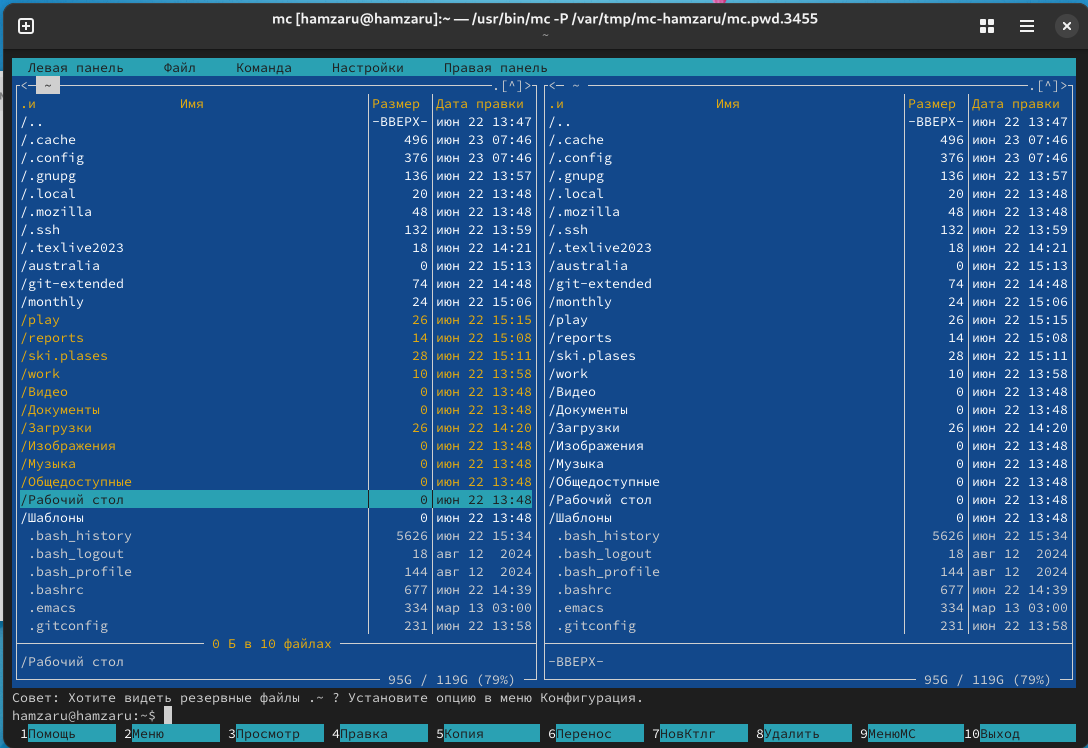 mc [hamzaru@hamzaru]:~ — /usr/bin/mc -P /var/tmp/mc-hamzaru/mc.pwd.3455
~
Левая панель Файл Команда Настройки Правая панель
<─ ~ .[^]> <─ ~ .[^]>
.и Имя Размер Дата правки .и Имя Размер Дата правки
/.. -ВВЕРХ- июн 22 13:47 /.. -ВВЕРХ- июн 22 13:47
/.cache 496 июн 23 07:46 /.cache 496 июн 23 07:46
/.config 376 июн 23 07:46 /.config 376 июн 23 07:46
/.gnupg 136 июн 22 13:57 /.gnupg 136 июн 22 13:57
/.local 20 июн 22 13:48 /.local 20 июн 22 13:48
/.mozilla 48 июн 22 13:48 /.mozilla 48 июн 22 13:48
/.ssh 132 июн 22 13:59 /.ssh 132 июн 22 13:59
/.texlive2023 18 июн 22 14:21 /.texlive2023 18 июн 22 14:21
/australia 0 июн 22 15:13 /australia 0 июн 22 15:13
/git-extended 74 июн 22 14:48 /git-extended 74 июн 22 14:48
/monthly 24 июн 22 15:06 /monthly 24 июн 22 15:06
/play 26 июн 22 15:15 /play 26 июн 22 15:15
/reports 14 июн 22 15:08 /reports 14 июн 22 15:08
/ski.plases 28 июн 22 15:11 /ski.plases 28 июн 22 15:11
/work 10 июн 22 13:58 /work 10 июн 22 13:58
/Видео 0 июн 22 13:48 /Видео 0 июн 22 13:48
/Документы 0 июн 22 13:48 /Документы 0 июн 22 13:48
/Загрузки 26 июн 22 14:20 /Загрузки 26 июн 22 14:20
/Изображения 0 июн 22 13:48 /Изображения 0 июн 22 13:48
/Музыка 0 июн 22 13:48 /Музыка 0 июн 22 13:48
/Общедоступные 0 июн 22 13:48 /Общедоступные 0 июн 22 13:48
/Рабочий стол 0 июн 22 13:48 /Рабочий стол 0 июн 22 13:48
/Шаблоны 0 июн 22 13:48 /Шаблоны 0 июн 22 13:48
.bash_history 5626 июн 22 15:34 .bash_history 5626 июн 22 15:34
.bash_logout 18 авг 12 2024 .bash_logout 18 авг 12 2024
.bash_profile 144 авг 12 2024 .bash_profile 144 авг 12 2024
.bashrc 677 июн 22 14:39 .bashrc 677 июн 22 14:39
.emacs 334 мар 13 03:00 .emacs 334 мар 13 03:00
.gitconfig 231 июн 22 13:58 .gitconfig 231 июн 22 13:58
0 Б в 10 файлах
/Рабочий стол -ВВЕРХ-
95G / 119G (79%) 95G / 119G (79%)
Совет: Хотите видеть резервные файлы .~ ? Установите опцию в меню Конфигурация.
hamzaru@hamzaru:~$
1Помощь 2Меню 3Просмотр 4Правка 5Копия 6Перенос 7НовКтлг 8Удалить 9МенюМС 10Выход